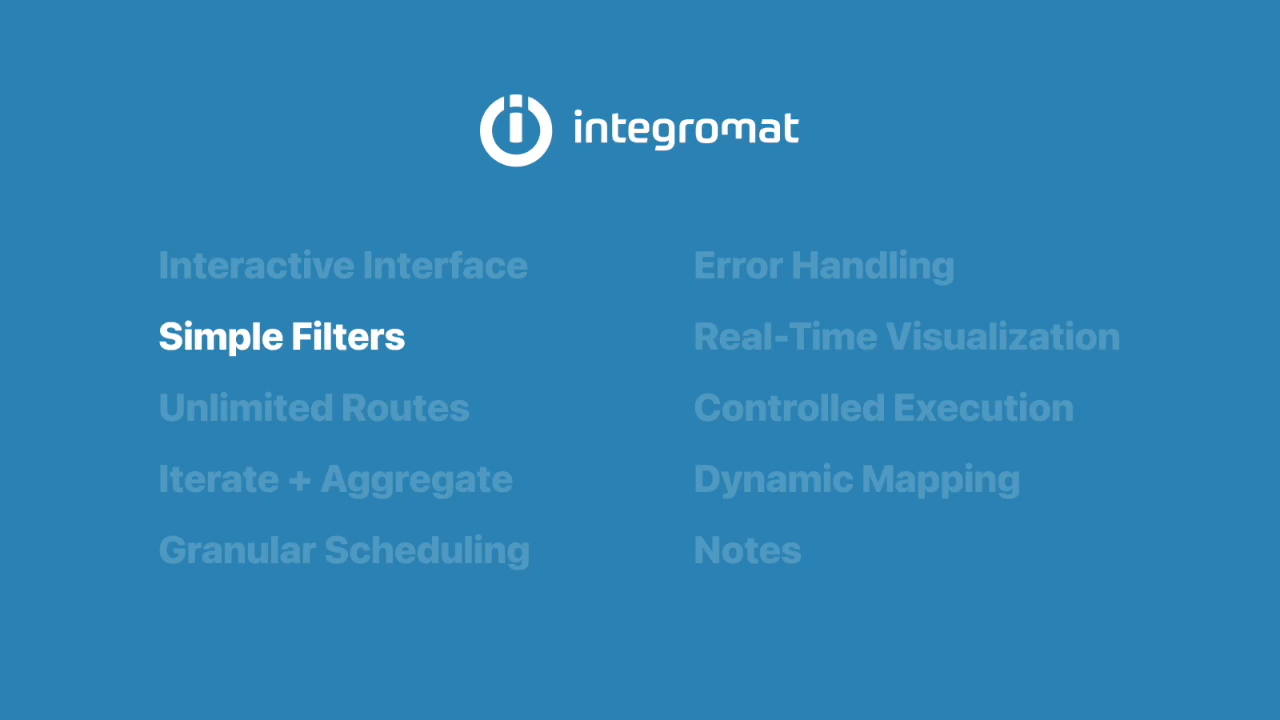 integromat
Interactive Interface
Simple Filters
Unlimited Routes
Iterate + Aggregate
Granular Scheduling
Error Handling
Real-Time Visualization
Controlled Execution
Dynamic Mapping
Notes